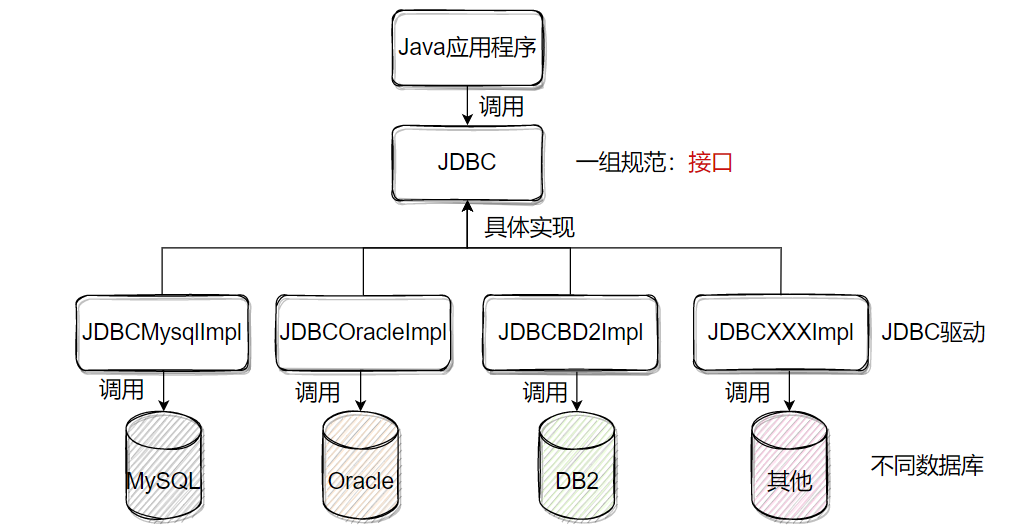 Java应用程序
调用
JDBC
一组规范：接口
具体实现
JDBCMysqlImpl
JDBCOracleImpl
JDBCBD2Impl
JDBCXXXImpl
JDBC驱动
调用
调用
调用
调用
MySQL
Oracle
DB2
其他
不同数据库